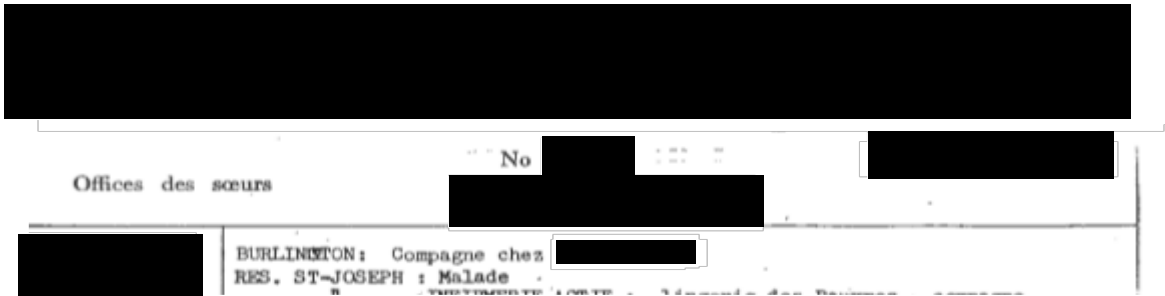 No
Offices des sœurs
BURLINGTON: Compagne chez
RES. ST-JOSEPH : Malade